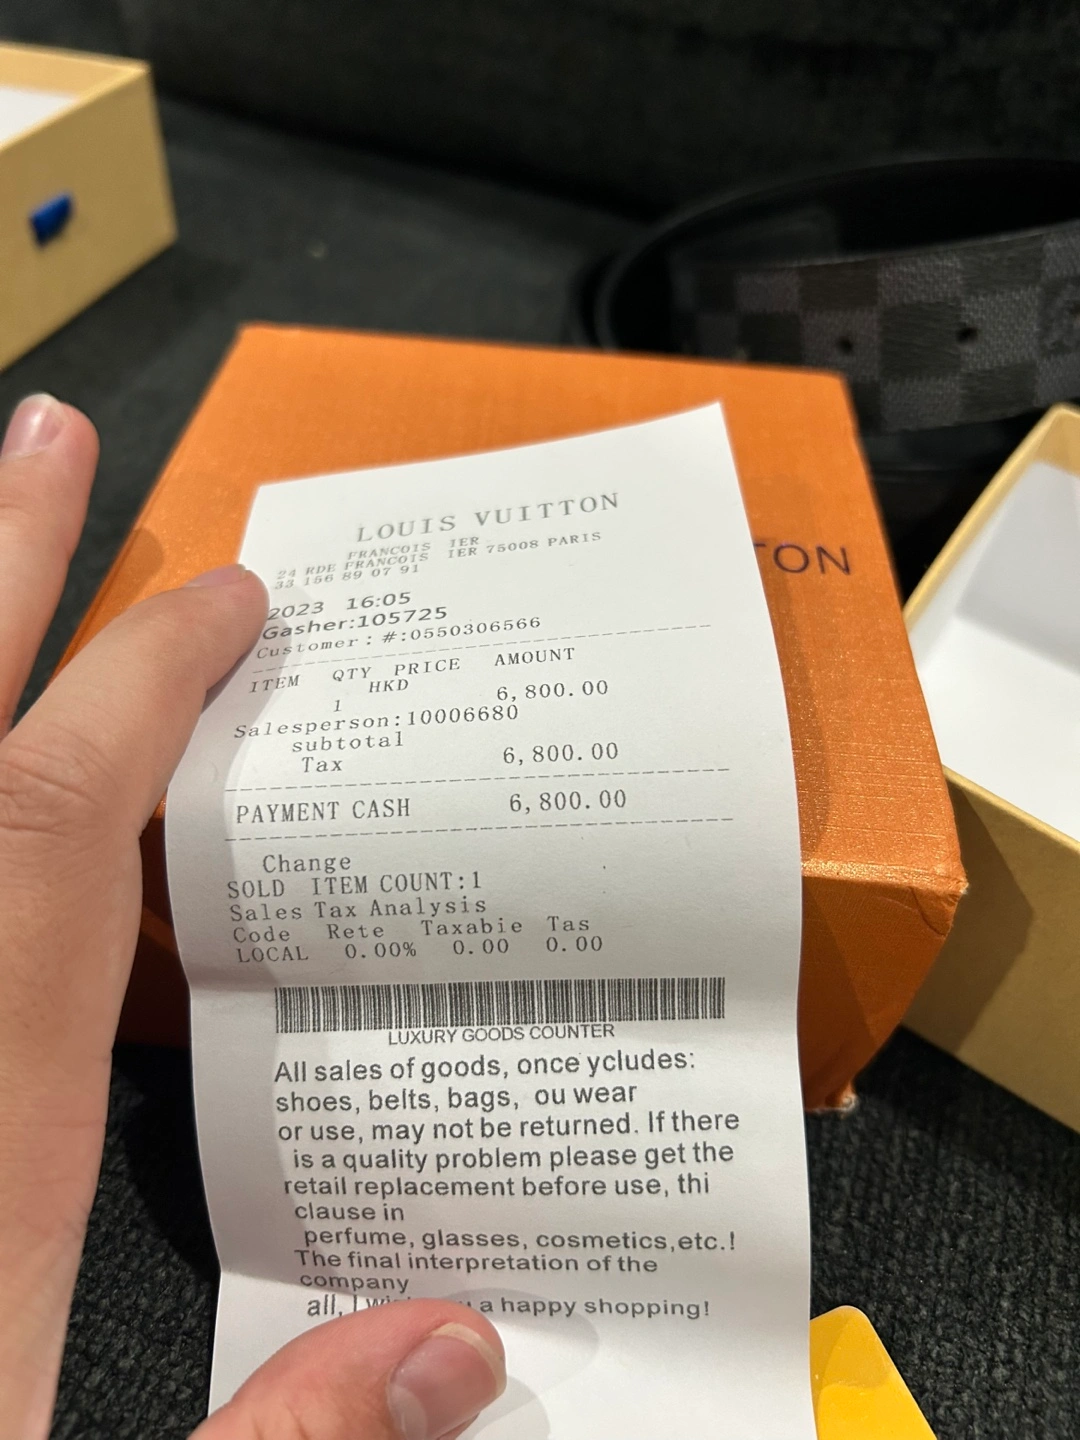 LOUIS VUITTON
FRANCOIS IER
24 RDE FRANCOIS IER 75008 PARIS
33 156 89 07 91
2023 16:05
Gasher:105725
Customer : #:0550306566
ITEM QTY PRICE AMOUNT
HKD
1 6,800.00
Salesperson:10006680
subtotal
Tax 6,800.00
PAYMENT CASH 6,800.00
Change
SOLD ITEM COUNT:1
Sales Tax Analysis
Code Rete Taxabie Tas
LOCAL 0.00% 0.00 0.00
LUXURY GOODS COUNTER
All sales of goods, once ycludes:
shoes, belts, bags, ou wear
or use, may not be returned. If there
is a quality problem please get the
retail replacement before use, thi
clause in
perfume, glasses, cosmetics,etc.!
The final interpretation of the
company
all, I a happy shopping!
TON